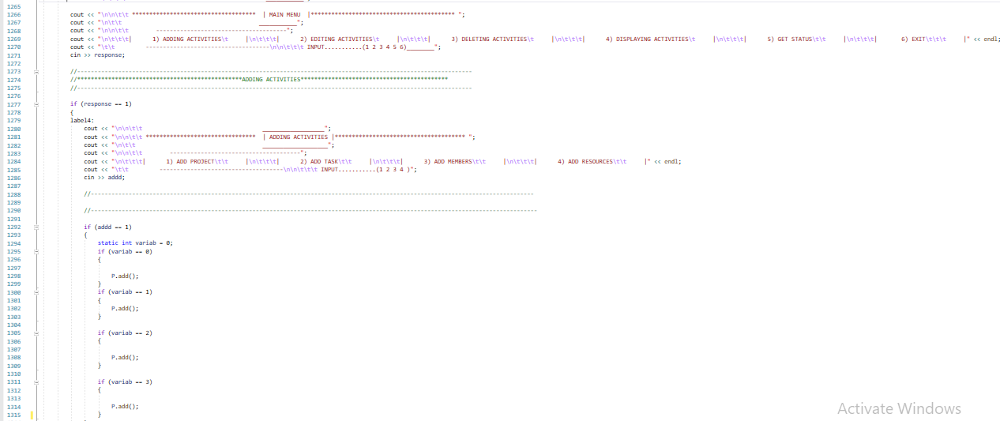 1265
1266 cout << "\n\n\t\t ************************************ | MAIN MENU |****************************************** ";
1267 cout << "\n\t\t ___________";
1268 cout << "\n\n\t\t --------------------------------------";
1269 cout << "\n\t\t\t| 1) ADDING ACTIVITIES\t |\n\t\t\t| 2) EDITING ACTIVITIES\t |\n\t\t\t| 3) DELETING ACTIVITIES\t |\n\t\t\t| 4) DISPLAYING ACTIVITIES\t |\n\t\t\t| 5) GET STATUS\t\t |\n\t\t\t| 6) EXIT\t\t\t |" << endl;
1270 cout << "\t\t ------------------------------------\n\n\t\t\t INPUT...........(1 2 3 4 5 6)________";
1271 cin >> response;
1272
1273 //--------------------------------------------------------------------------------------------------------------------
1274 //************************************************ADDING ACTIVITIES*******************************************
1275 //--------------------------------------------------------------------------------------------------------------------
1276
1277 if (response == 1)
1278 {
1279 label4:
1280 cout << "\n\n\t\t __________________";
1281 cout << "\n\n\t\t ******************************** | ADDING ACTIVITIES |************************************** ";
1282 cout << "\n\t\t ___________________";
1283 cout << "\n\n\t\t --------------------------------------";
1284 cout << "\n\t\t\t| 1) ADD PROJECT\t\t |\n\t\t\t| 2) ADD TASK\t\t |\n\t\t\t| 3) ADD MEMBERS\t\t |\n\t\t\t| 4) ADD RESOURCES\t\t |" << endl;
1285 cout << "\t\t ------------------------------------\n\n\t\t\t INPUT...........(1 2 3 4 )";
1286 cin >> addd;
1287
1288 //----------------------------------------------------------------------------------------------------------------------------------
1289
1290 //-----------------------------------------------------------------------------------------------------------------------------------
1291
1292 if (addd == 1)
1293 {
1294 static int variab = 0;
1295 if (variab == 0)
1296 {
1297
1298 P.add();
1299 }
1300 if (variab == 1)
1301 {
1302 P.add();
1303 }
1304
1305 if (variab == 2)
1306 {
1307
1308 P.add();
1309 }
1310
1311 if (variab == 3)
1312 {
1313
1314 P.add();
1315 }
Activate Windows